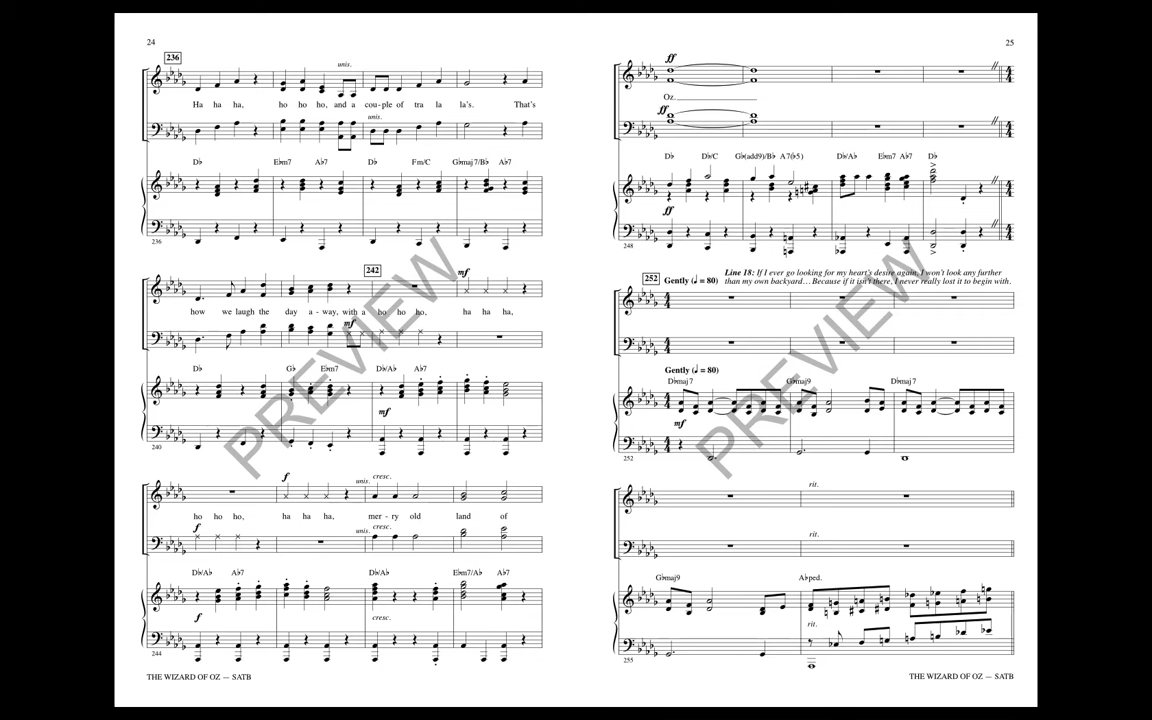 24
236
unis.
Ha ha ha, ho ho ho, and a cou-ple of tra la la's. That's
unis.
D♭ E♭m7 A♭7 D♭ Fm/C G♭maj7/B♭ A♭7
236
242
mf
how we laugh the day a-way, with a ho ho ho, ha ha ha,
mf
D♭ G♭ E♭m7 D♭/A♭ A♭7
mf
240
f
unis. cresc.
ho ho ho, ha ha ha, mer-ry old land of
f
unis. cresc.
D♭/A♭ A♭7 D♭/A♭ E♭m7/A♭ A♭7
f
cresc.
244
THE WIZARD OF OZ — SATB
PREVIEW
25
ff
Oz.
ff
D♭ D♭/C G♭(add9)/B♭ A7(♭5) D♭/A♭ E♭m7 A♭7 D♭
ff
248
252
Gently (♩ = 80)
Line 18: If I ever go looking for my heart's desire again, I won't look any further
than my own backyard… Because if it isn't there, I never really lost it to begin with.
Gently (♩ = 80)
D♭maj7 G♭maj9 D♭maj7
mf
252
rit.
rit.
G♭maj9 A♭ped.
rit.
255
THE WIZARD OF OZ — SATB
PREVIEW